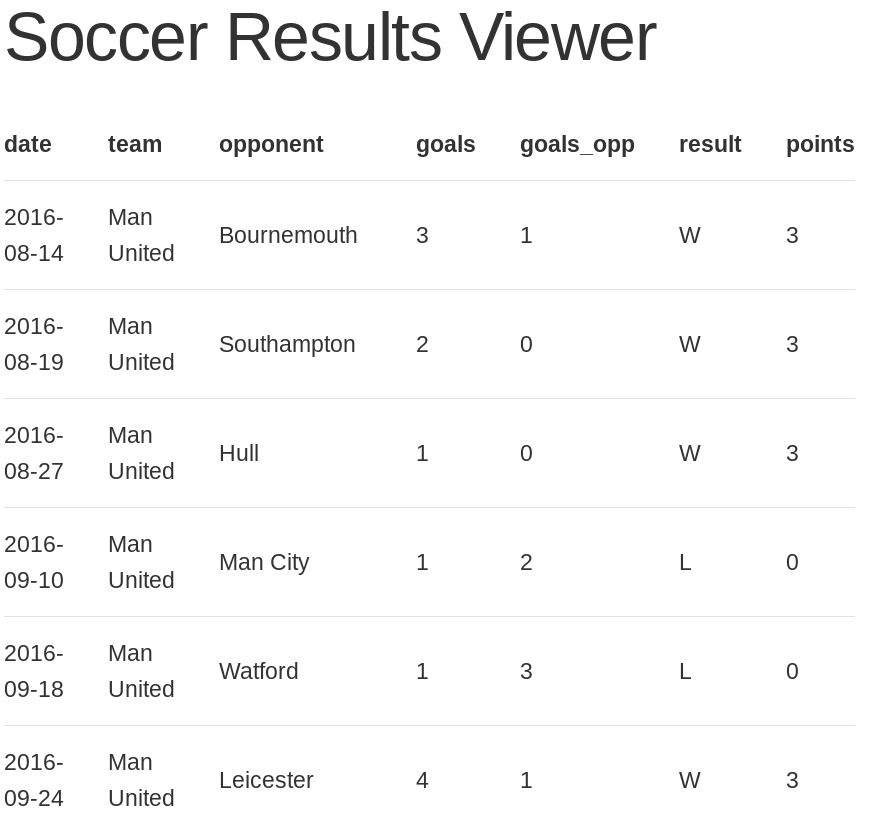 Soccer Results Viewer
date team opponent goals goals_opp result points
2016-08-14 Man United Bournemouth 3 1 W 3
2016-08-19 Man United Southampton 2 0 W 3
2016-08-27 Man United Hull 1 0 W 3
2016-09-10 Man United Man City 1 2 L 0
2016-09-18 Man United Watford 1 3 L 0
2016-09-24 Man United Leicester 4 1 W 3